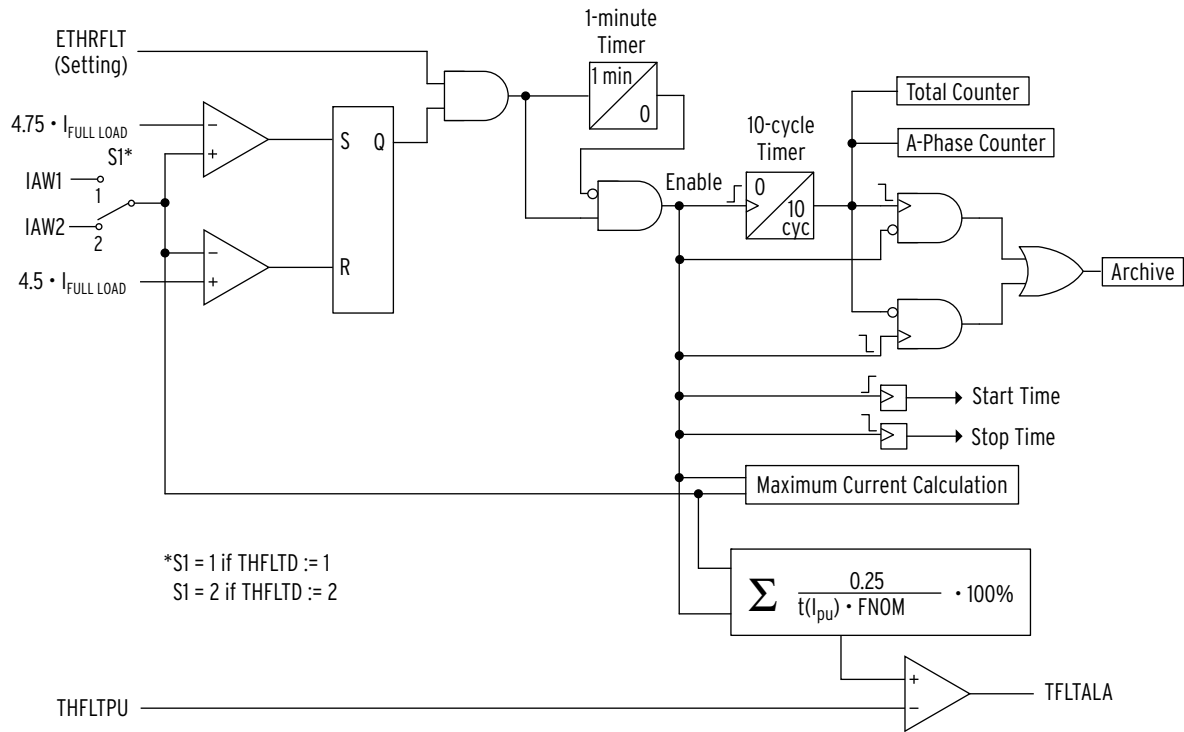 ETHRFLT
(Setting)
1-minute
Timer
1 min
0
4.75 • I FULL LOAD
−
+
S1*
IAW1
1
IAW2
2
−
+
4.5 • I FULL LOAD
S Q
R
Enable
10-cycle
Timer
0
10
cyc
Total Counter
A-Phase Counter
Archive
Start Time
Stop Time
Maximum Current Calculation
*S1 = 1 if THFLTD := 1
S1 = 2 if THFLTD := 2
Σ 0.25 / t(Ipu) • FNOM • 100%
THFLTPU
+
−
TFLTALA